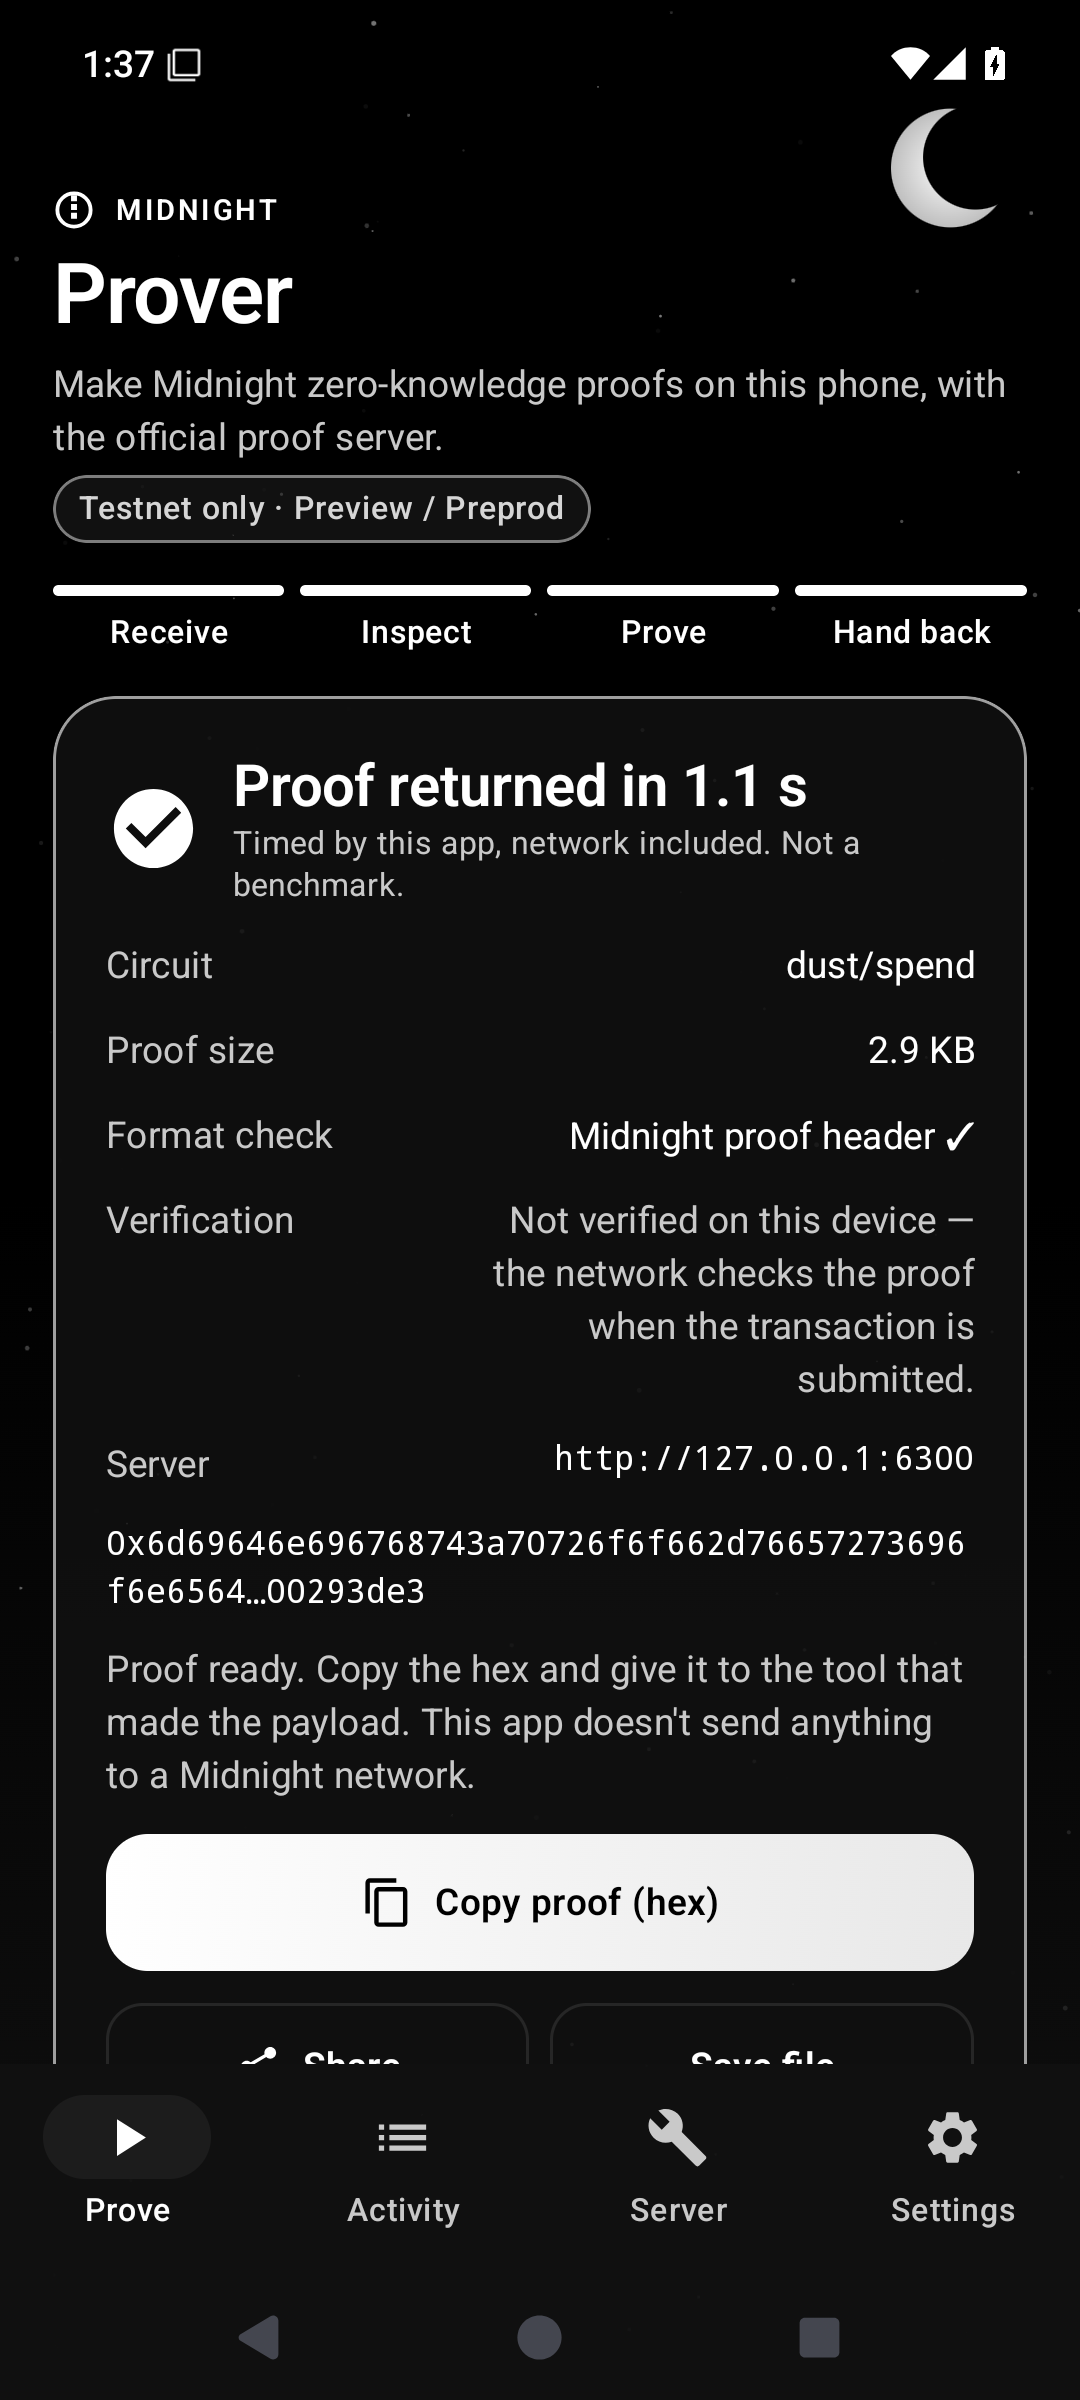 1:37
MIDNIGHT
Prover
Make Midnight zero-knowledge proofs on this phone, with
the official proof server.
Testnet only · Preview / Preprod
Receive Inspect Prove Hand back
Proof returned in 1.1 s
Timed by this app, network included. Not a
benchmark.
Circuit dust/spend
Proof size 2.9 KB
Format check Midnight proof header ✓
Verification Not verified on this device —
the network checks the proof
when the transaction is
submitted.
Server http://127.0.0.1:6300
0x6d69646e696768743a70726f6f662d76657273696
f6e6564…00293de3
Proof ready. Copy the hex and give it to the tool that
made the payload. This app doesn't send anything
to a Midnight network.
Copy proof (hex)
Share Save file
Prove Activity Server Settings